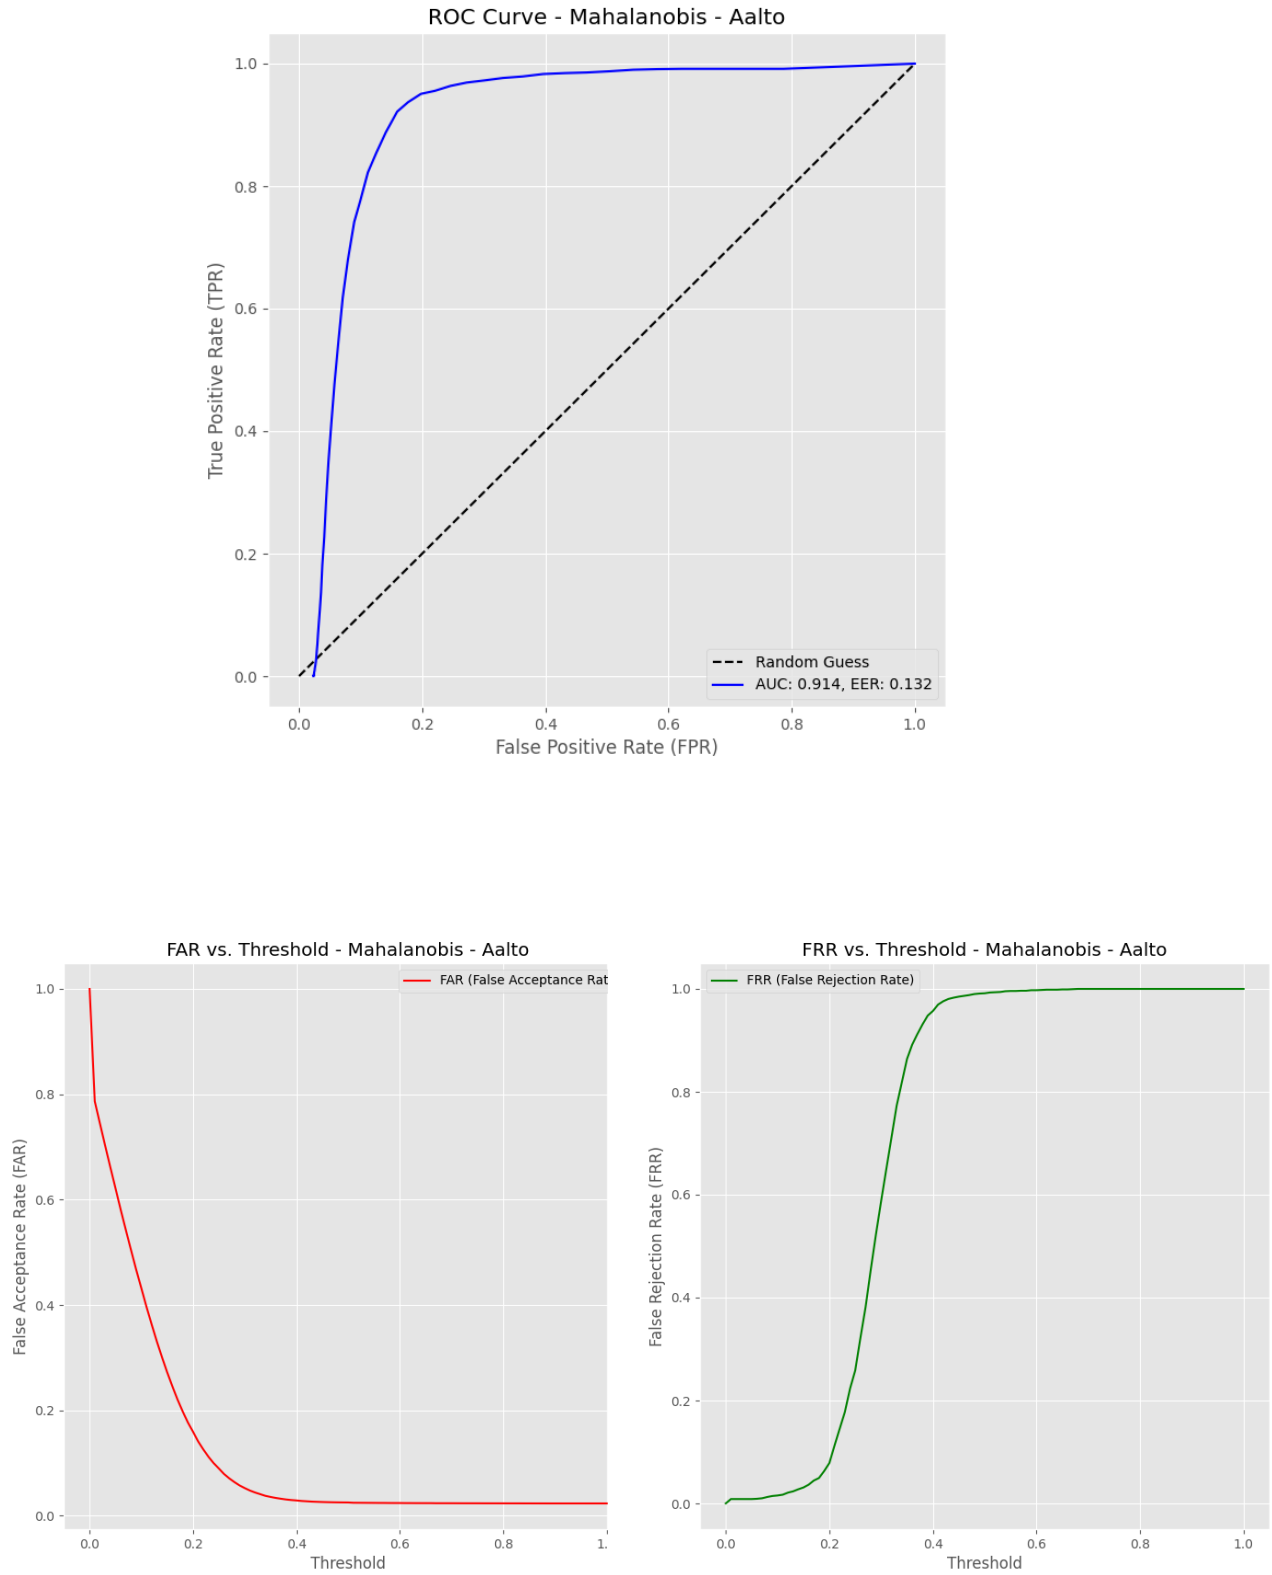 ROC Curve - Mahalanobis - Aalto
1.0
0.8
0.6
0.4
0.2
0.0
True Positive Rate (TPR)
Random Guess
AUC: 0.914, EER: 0.132
0.0 0.2 0.4 0.6 0.8 1.0
False Positive Rate (FPR)
FAR vs. Threshold - Mahalanobis - Aalto
FAR (False Acceptance Rat
1.0
0.8
0.6
0.4
0.2
0.0
False Acceptance Rate (FAR)
0.0 0.2 0.4 0.6 0.8 1.
Threshold
FRR vs. Threshold - Mahalanobis - Aalto
FRR (False Rejection Rate)
1.0
0.8
0.6
0.4
0.2
0.0
False Rejection Rate (FRR)
0.0 0.2 0.4 0.6 0.8 1.0
Threshold